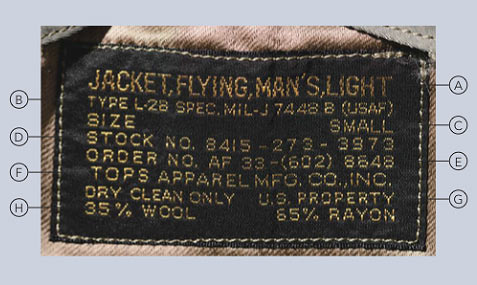 JACKET, FLYING, MAN'S, LIGHT
TYPE L-2B SPEC. MIL-J 7448 B (USAF)
SIZE SMALL
STOCK NO. 8415-273-3973
ORDER NO. AF 33-(602) 8648
TOPS APPAREL MFG. CO., INC.
DRY CLEAN ONLY U.S. PROPERTY
35% WOOL 65% RAYON
A
B
C
D
E
F
G
H